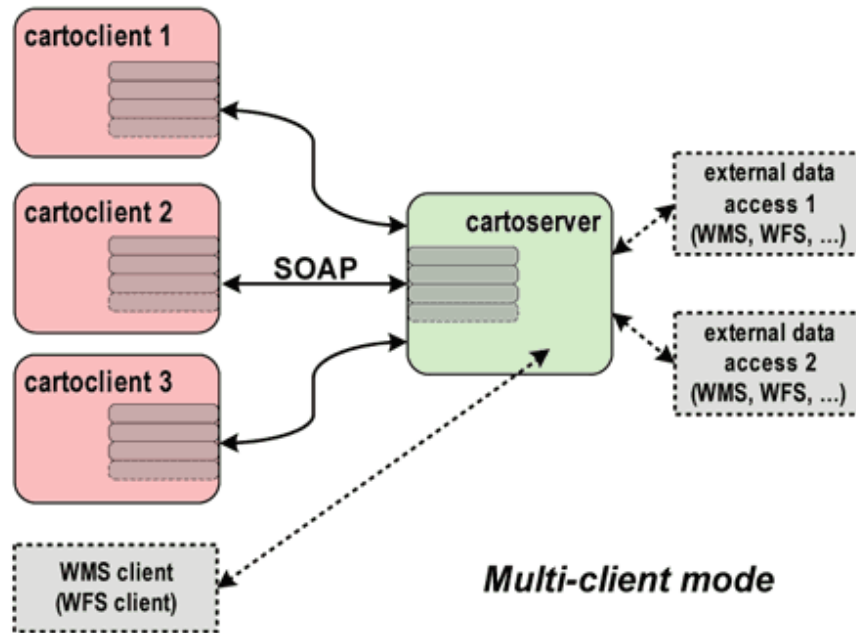 cartoclient 1
cartoclient 2
SOAP
cartoclient 3
cartoserver
external data
access 1
(WMS, WFS, ...)
external data
access 2
(WMS, WFS, ...)
WMS client
(WFS client)
Multi-client mode